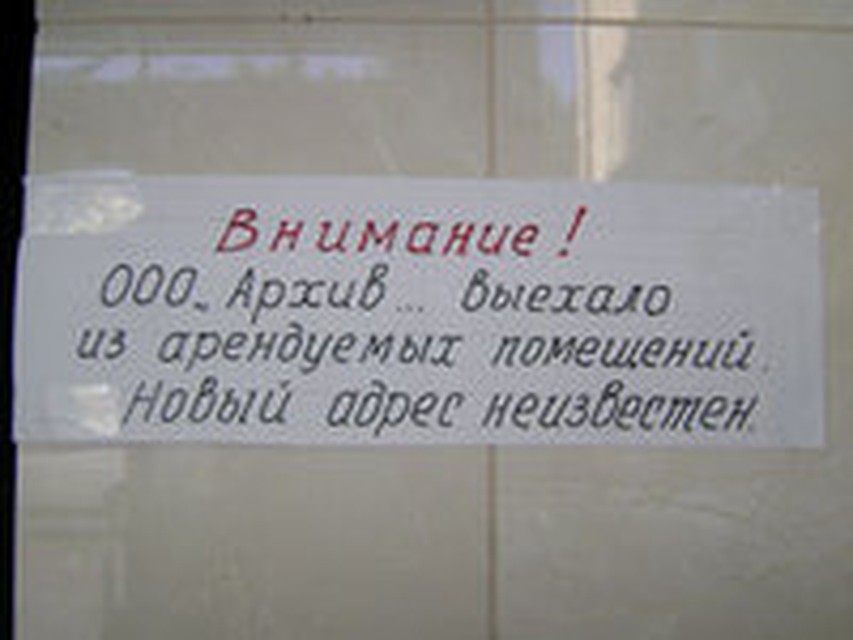 Внимание!
ООО „Архив... выехало
из арендуемых помещений.
Новый адрес неизвестен.